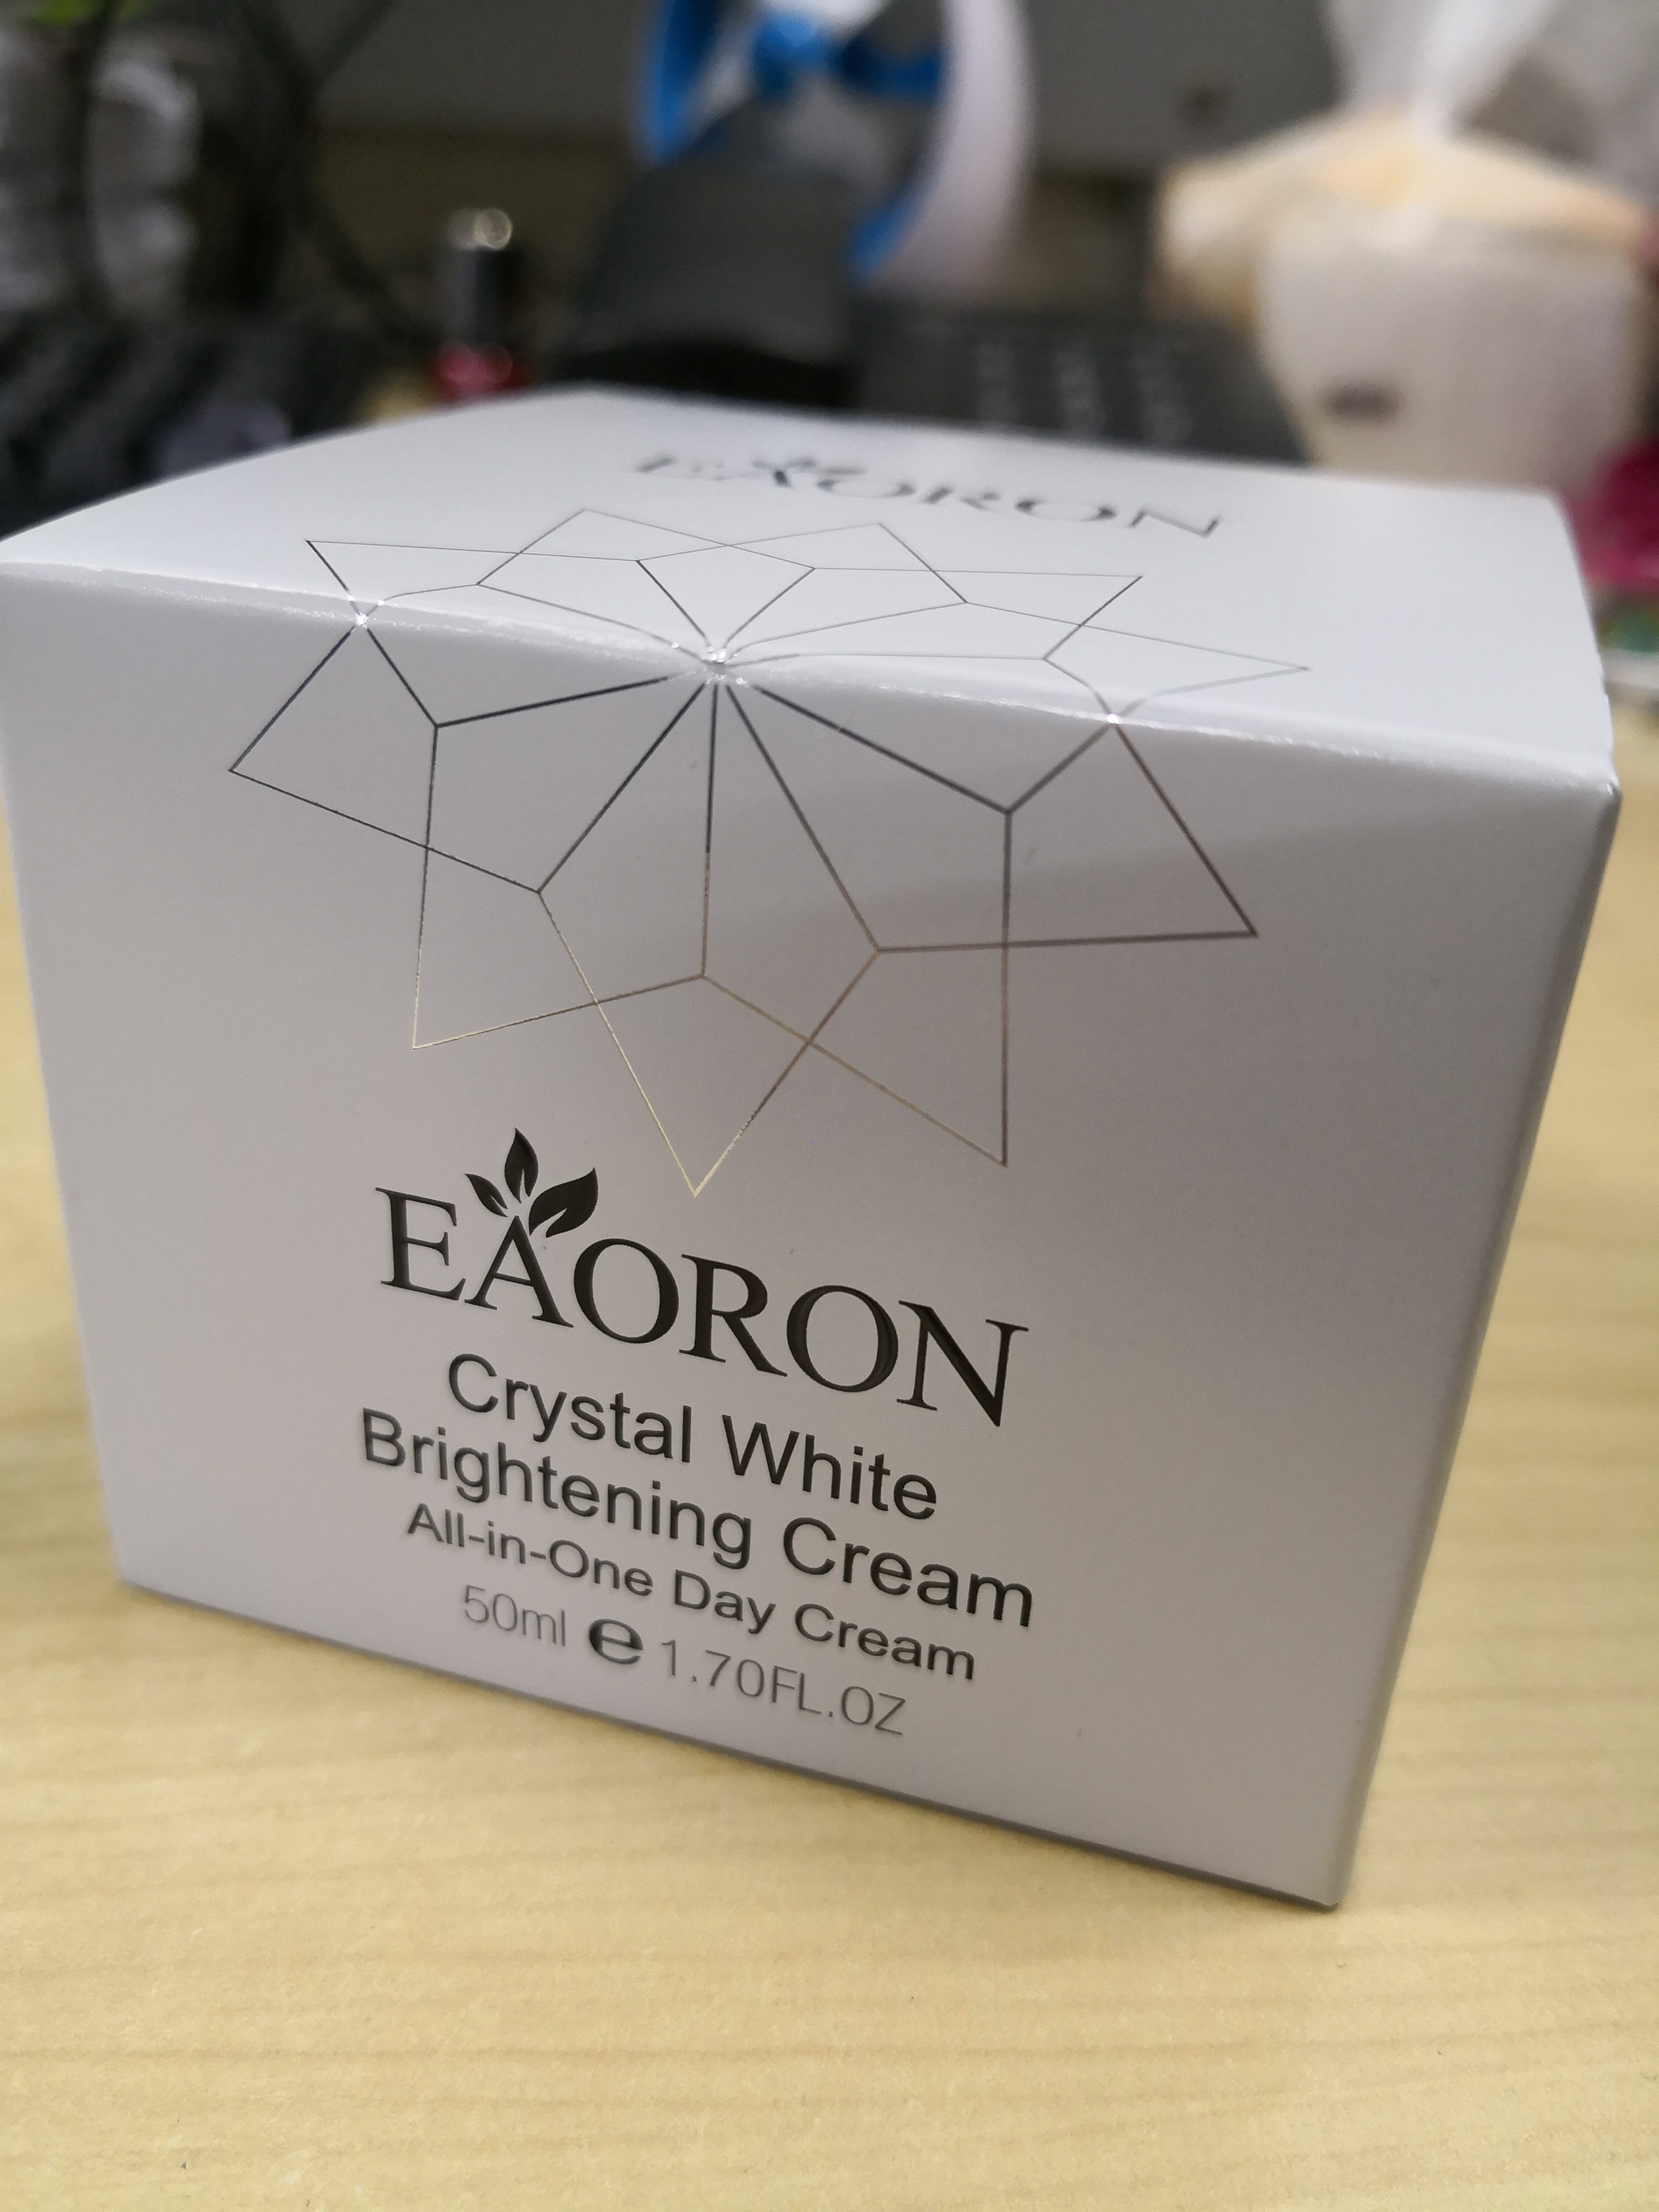 EAORON
EAORON
Crystal White
Brightening Cream
All-in-One Day Cream
50ml e 1.70FL.OZ